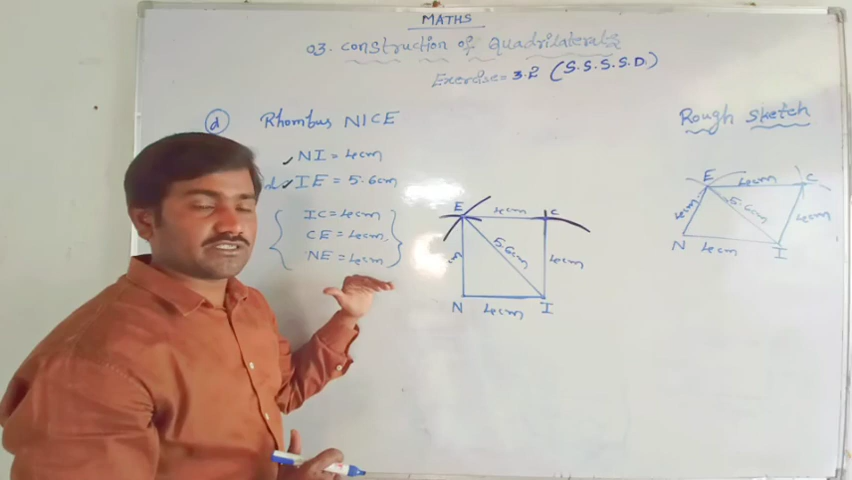 MATHS
03. Construction of Quadrilaterals
Exercise = 3.2 (S.S.S.S.D.)
d Rhombus NICE
NI = 4cm
d IE = 5.6cm
IC = 4cm
CE = 4cm
NE = 4cm
E 4cm C
5.6cm
4cm
N 4cm I
Rough sketch
E 4cm C
4cm 5.6cm 4cm
N 4cm I